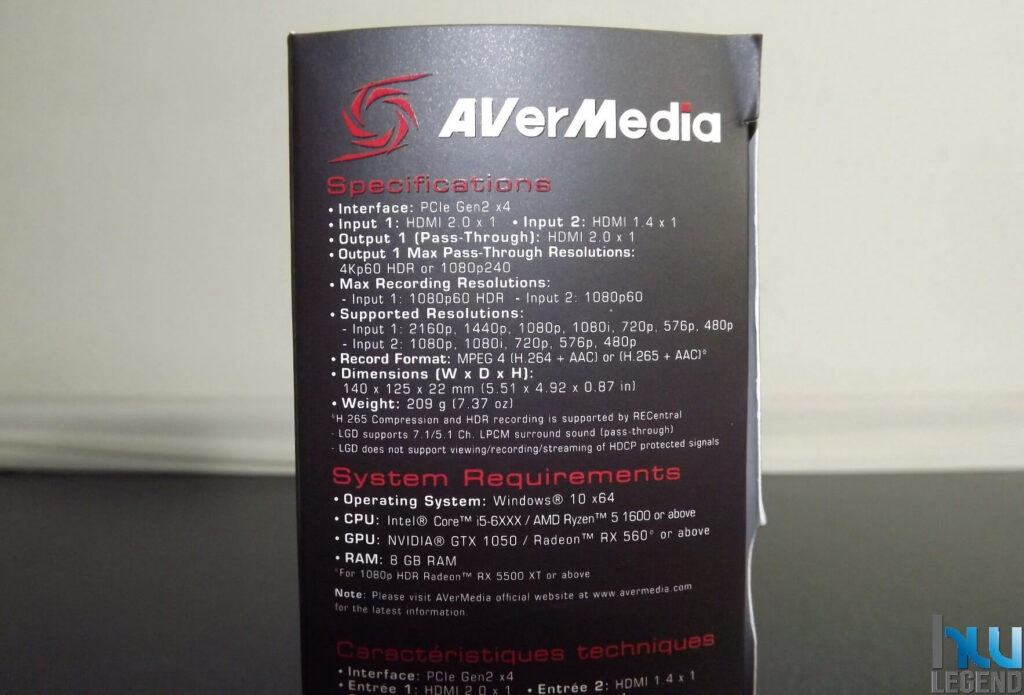 AVerMedia
Specifications
• Interface: PCIe Gen2 x4
• Input 1: HDMI 2.0 x 1 • Input 2: HDMI 1.4 x 1
• Output 1 (Pass-Through): HDMI 2.0 x 1
• Output 1 Max Pass-Through Resolutions:
4Kp60 HDR or 1080p240
• Max Recording Resolutions:
- Input 1: 1080p60 HDR - Input 2: 1080p60
• Supported Resolutions:
- Input 1: 2160p, 1440p, 1080p, 1080i, 720p, 576p, 480p
- Input 2: 1080p, 1080i, 720p, 576p, 480p
• Record Format: MPEG 4 (H.264 + AAC) or (H.265 + AAC)*
• Dimensions (W x D x H):
140 x 125 x 22 mm (5.51 x 4.92 x 0.87 in)
• Weight: 209 g (7.37 oz)
*H.265 Compression and HDR recording is supported by RECentral
- LGD supports 7.1/5.1 Ch. LPCM surround sound (pass-through)
- LGD does not support viewing/recording/streaming of HDCP protected signals
System Requirements
• Operating System: Windows® 10 x64
• CPU: Intel® Core™ i5-6XXX / AMD Ryzen™ 5 1600 or above
• GPU: NVIDIA® GTX 1050 / Radeon™ RX 560* or above
• RAM: 8 GB RAM
*For 1080p HDR Radeon™ RX 5500 XT or above
Note: Please visit AVerMedia official website at www.avermedia.com
for the latest information.
Caractéristiques techniques
• Interface: PCIe Gen2 x4
• Entrée 1: HDMI 2.0 x 1 • Entrée 2: HDMI 1.4 x 1
LEGEND